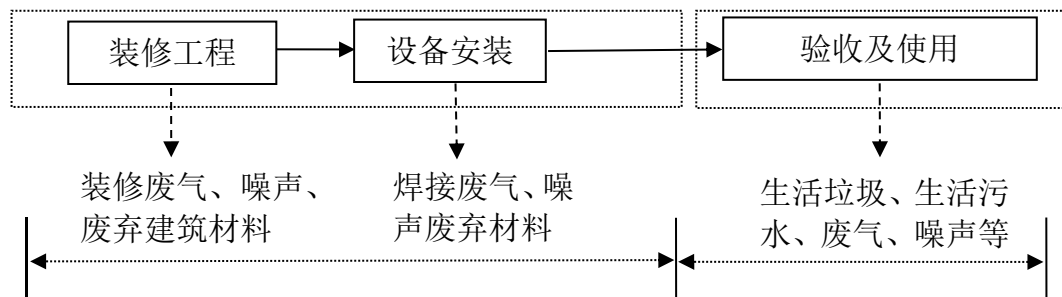 装修工程
设备安装
验收及使用
装修废气、噪声、
废弃建筑材料
焊接废气、噪
声废弃材料
生活垃圾、生活污
水、废气、噪声等